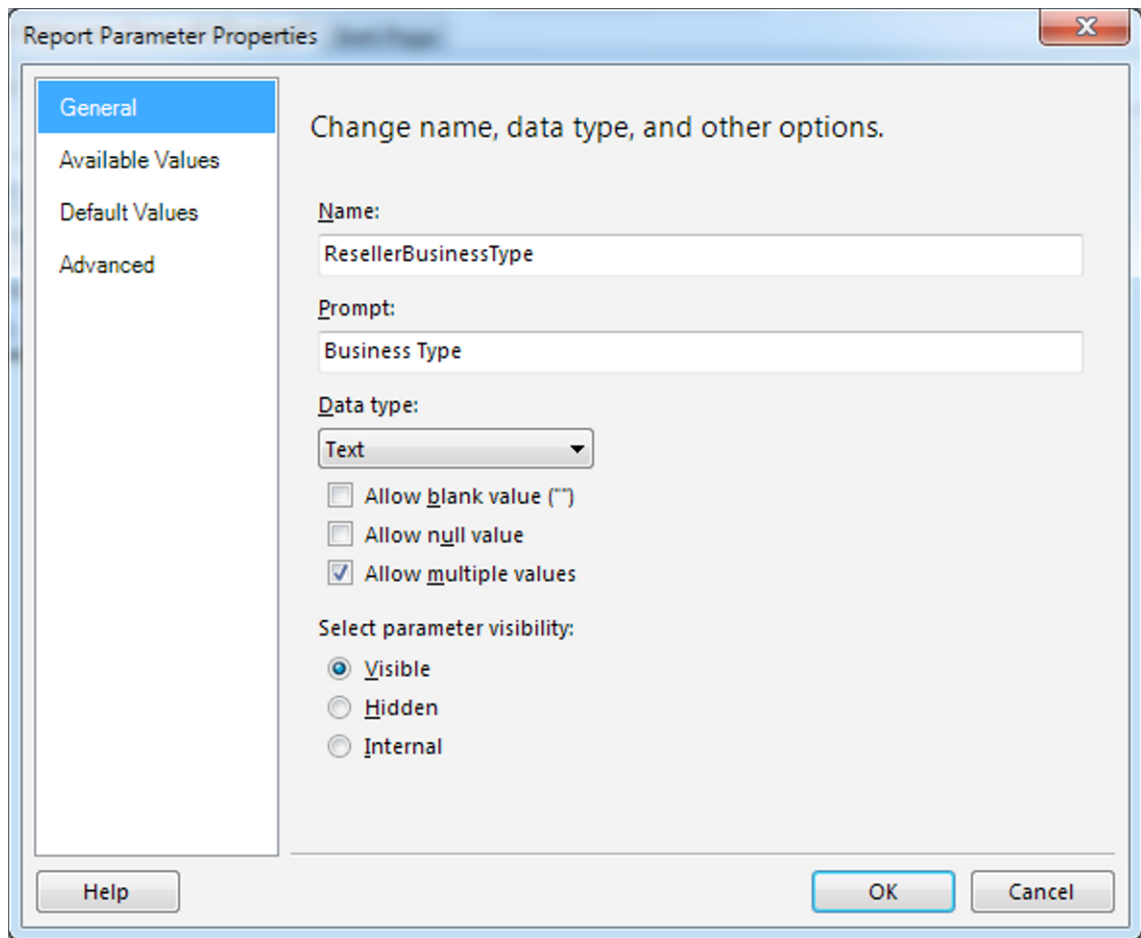 Report Parameter Properties
General
Available Values
Default Values
Advanced
Change name, data type, and other options.
Name:
ResellerBusinessType
Prompt:
Business Type
Data type:
Text
Allow blank value ("")
Allow null value
Allow multiple values
Select parameter visibility:
Visible
Hidden
Internal
Help
OK
Cancel